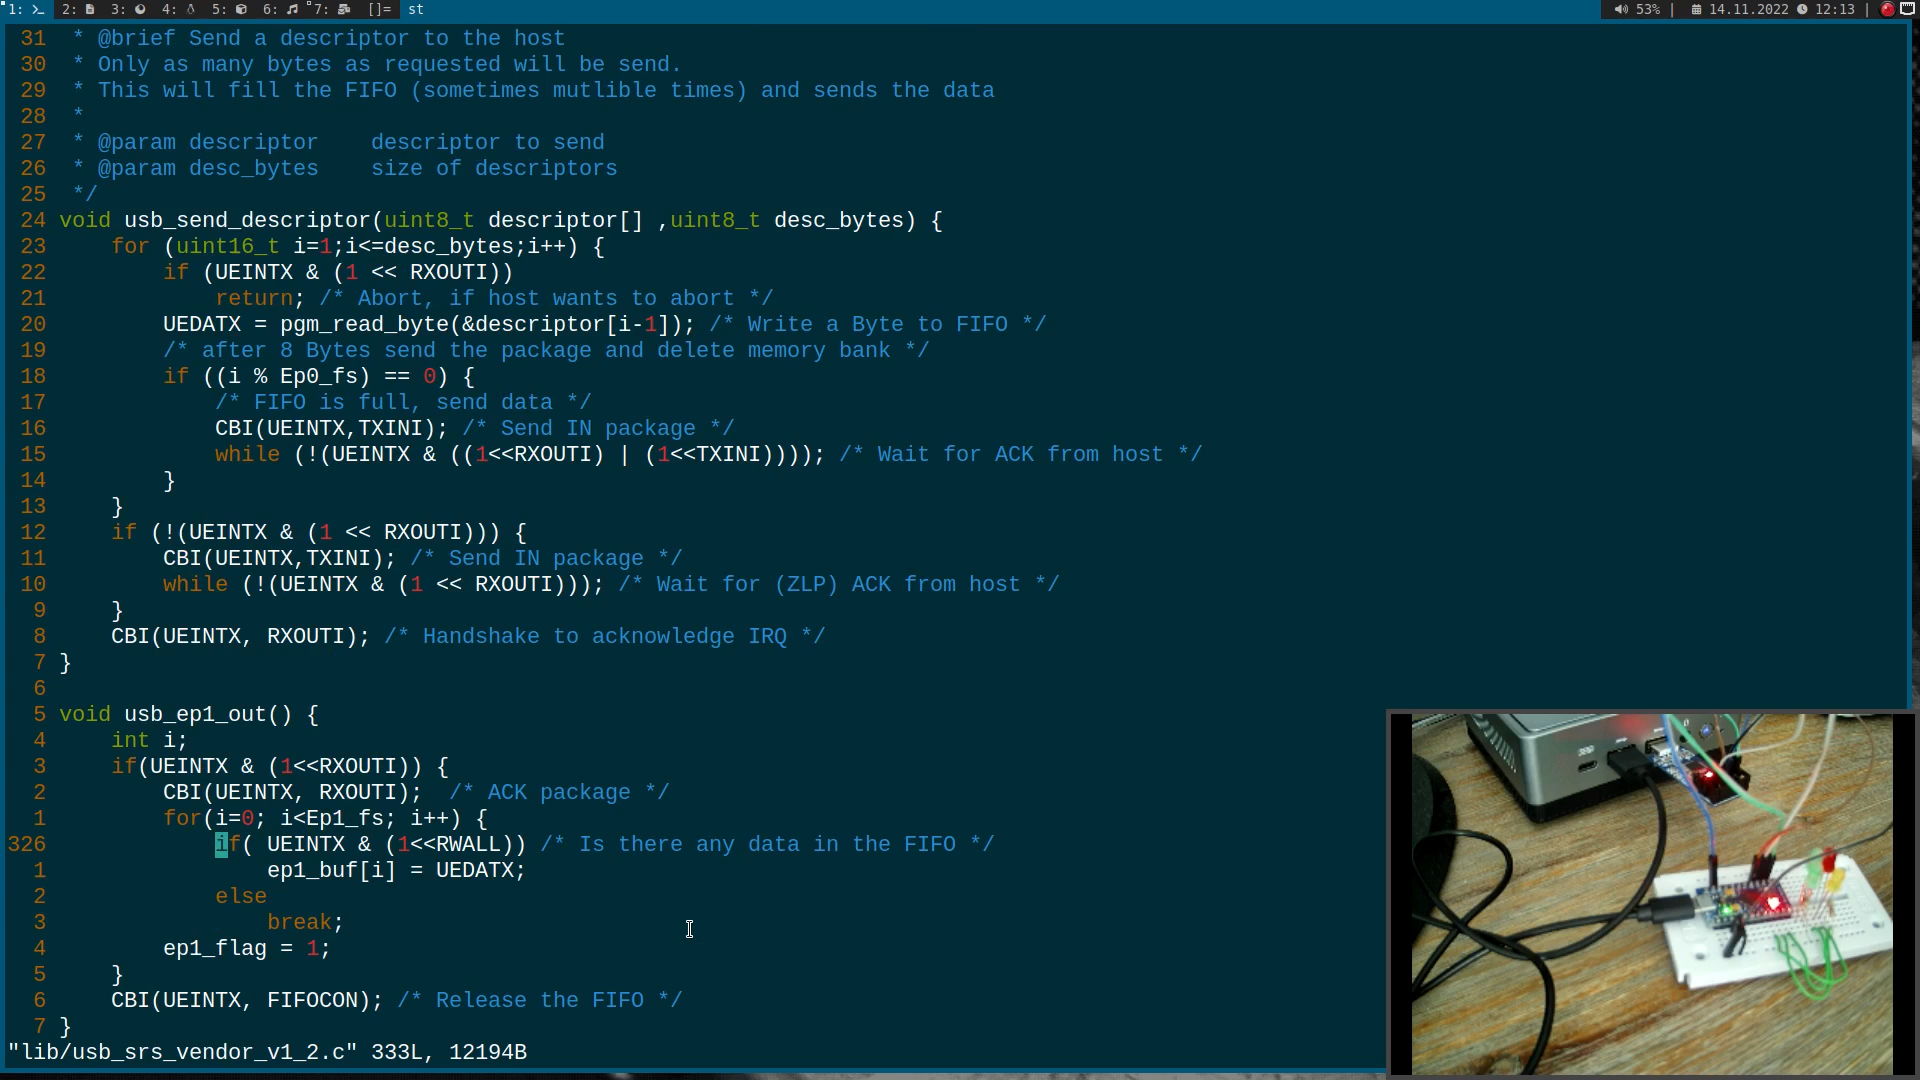 1: 2: 3: 4: 5: 6: 7: []= st 53% | 14.11.2022 12:13 |
31 * @brief Send a descriptor to the host
30 * Only as many bytes as requested will be send.
29 * This will fill the FIFO (sometimes mutlible times) and sends the data
28 *
27 * @param descriptor    descriptor to send
26 * @param desc_bytes    size of descriptors
25 */
24 void usb_send_descriptor(uint8_t descriptor[] ,uint8_t desc_bytes) {
23     for (uint16_t i=1;i<=desc_bytes;i++) {
22         if (UEINTX & (1 << RXOUTI))
21             return; /* Abort, if host wants to abort */
20         UEDATX = pgm_read_byte(&descriptor[i-1]); /* Write a Byte to FIFO */
19         /* after 8 Bytes send the package and delete memory bank */
18         if ((i % Ep0_fs) == 0) {
17             /* FIFO is full, send data */
16             CBI(UEINTX,TXINI); /* Send IN package */
15             while (!(UEINTX & ((1<<RXOUTI) | (1<<TXINI)))); /* Wait for ACK from host */
14         }
13     }
12     if (!(UEINTX & (1 << RXOUTI))) {
11         CBI(UEINTX,TXINI); /* Send IN package */
10         while (!(UEINTX & (1 << RXOUTI))); /* Wait for (ZLP) ACK from host */
9     }
8     CBI(UEINTX, RXOUTI); /* Handshake to acknowledge IRQ */
7 }
6
5 void usb_ep1_out() {
4     int i;
3     if(UEINTX & (1<<RXOUTI)) {
2         CBI(UEINTX, RXOUTI);  /* ACK package */
1         for(i=0; i<Ep1_fs; i++) {
326             if( UEINTX & (1<<RWALL)) /* Is there any data in the FIFO */
1                 ep1_buf[i] = UEDATX;
2             else
3                 break;
4         ep1_flag = 1;
5     }
6     CBI(UEINTX, FIFOCON); /* Release the FIFO */
7 }
"lib/usb_srs_vendor_v1_2.c" 333L, 12194B